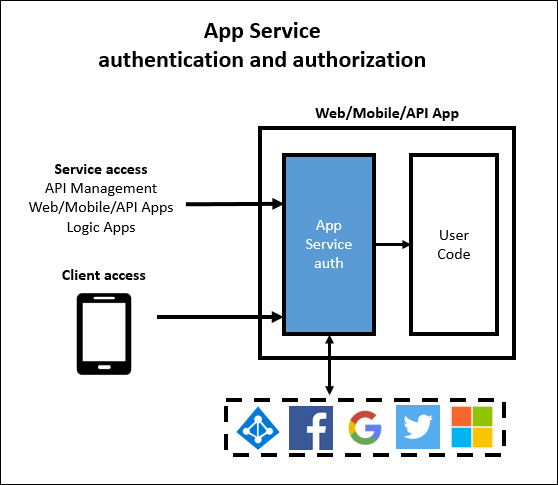 App Service
authentication and authorization
Web/Mobile/API App
Service access
API Management
Web/Mobile/API Apps
Logic Apps
App
Service
auth
User
Code
Client access